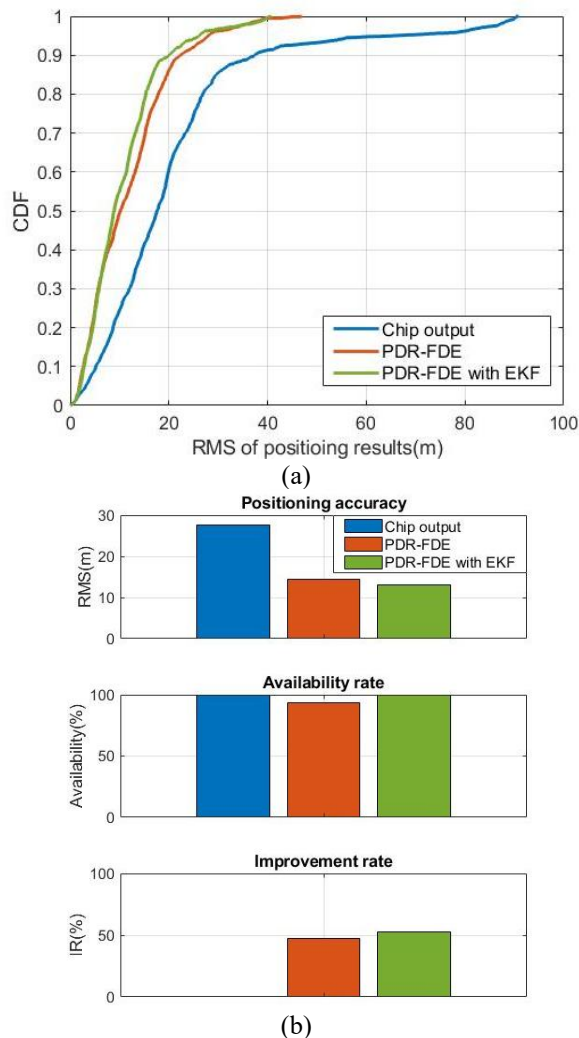 1
0.9
0.8
0.7
0.6
0.5
0.4
0.3
0.2
0.1
0
CDF
Chip output
PDR-FDE
PDR-FDE with EKF
0 20 40 60 80 100
RMS of positioing results(m)
(a)
Positioning accuracy
30
20
10
0
RMS(m)
Chip output
PDR-FDE
PDR-FDE with EKF
Availability rate
100
50
0
Availability(%)
Improvement rate
100
50
0
IR(%)
(b)